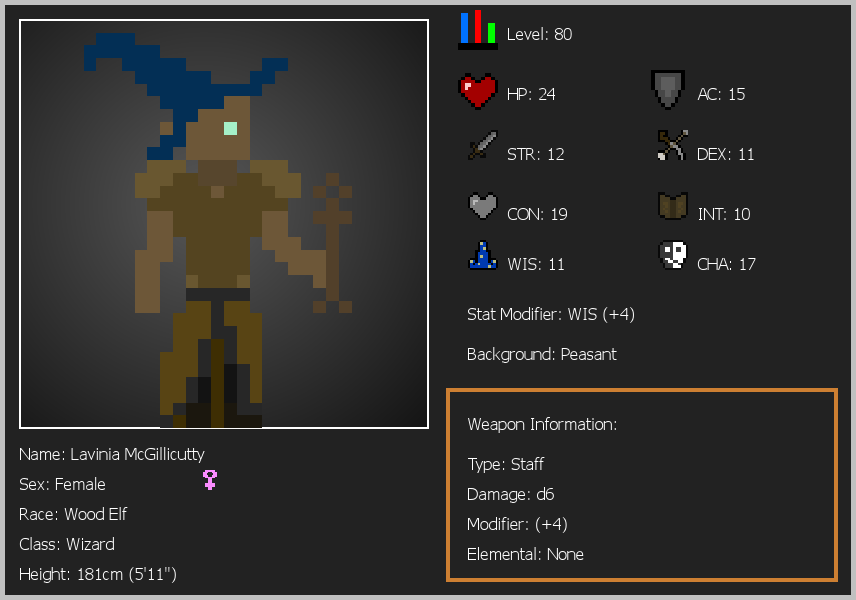 Level: 80
HP: 24
AC: 15
STR: 12
DEX: 11
CON: 19
INT: 10
WIS: 11
CHA: 17
Stat Modifier: WIS (+4)
Background: Peasant
Weapon Information:
Type: Staff
Damage: d6
Modifier: (+4)
Elemental: None
Name: Lavinia McGillicutty
Sex: Female
Race: Wood Elf
Class: Wizard
Height: 181cm (5'11")